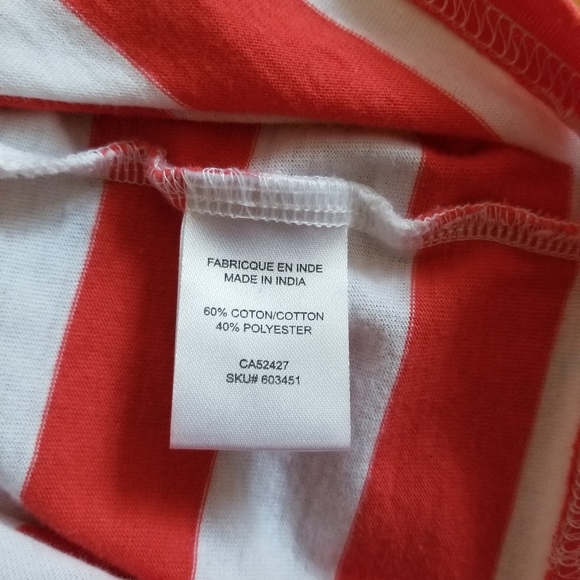 FABRICQUE EN INDE
MADE IN INDIA
60% COTON/COTTON
40% POLYESTER
CA52427
SKU# 603451